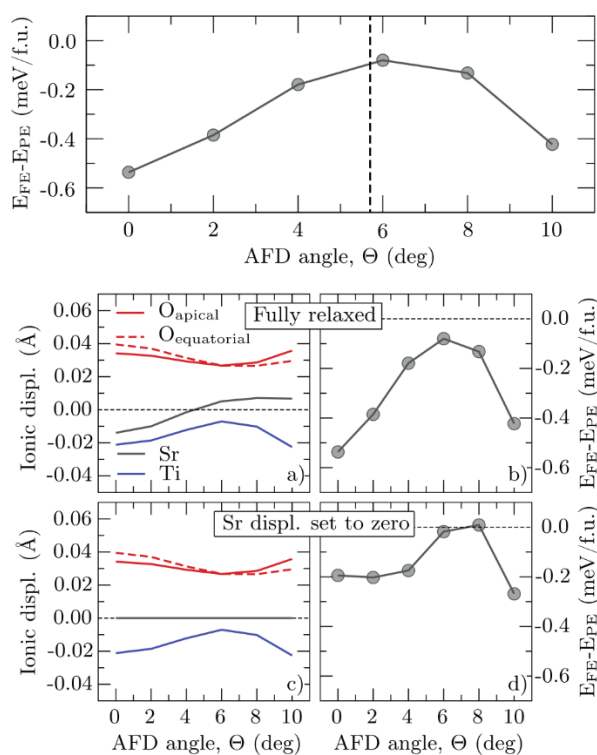 0.0
-0.2
-0.4
-0.6
E_FE-E_PE (meV/f.u.)
0 2 4 6 8 10
AFD angle, Θ (deg)
0.06
0.04
0.02
0.00
-0.02
-0.04
Ionic displ. (Å)
O_apical
O_equatorial
Fully relaxed
Sr
Ti
a)
b)
0.0
-0.2
-0.4
-0.6
E_FE-E_PE (meV/f.u.)
0.06
0.04
0.02
0.00
-0.02
-0.04
Ionic displ. (Å)
Sr displ. set to zero
c)
d)
0.0
-0.2
-0.4
-0.6
E_FE-E_PE (meV/f.u.)
0 2 4 6 8 10
0 2 4 6 8 10
AFD angle, Θ (deg)
AFD angle, Θ (deg)